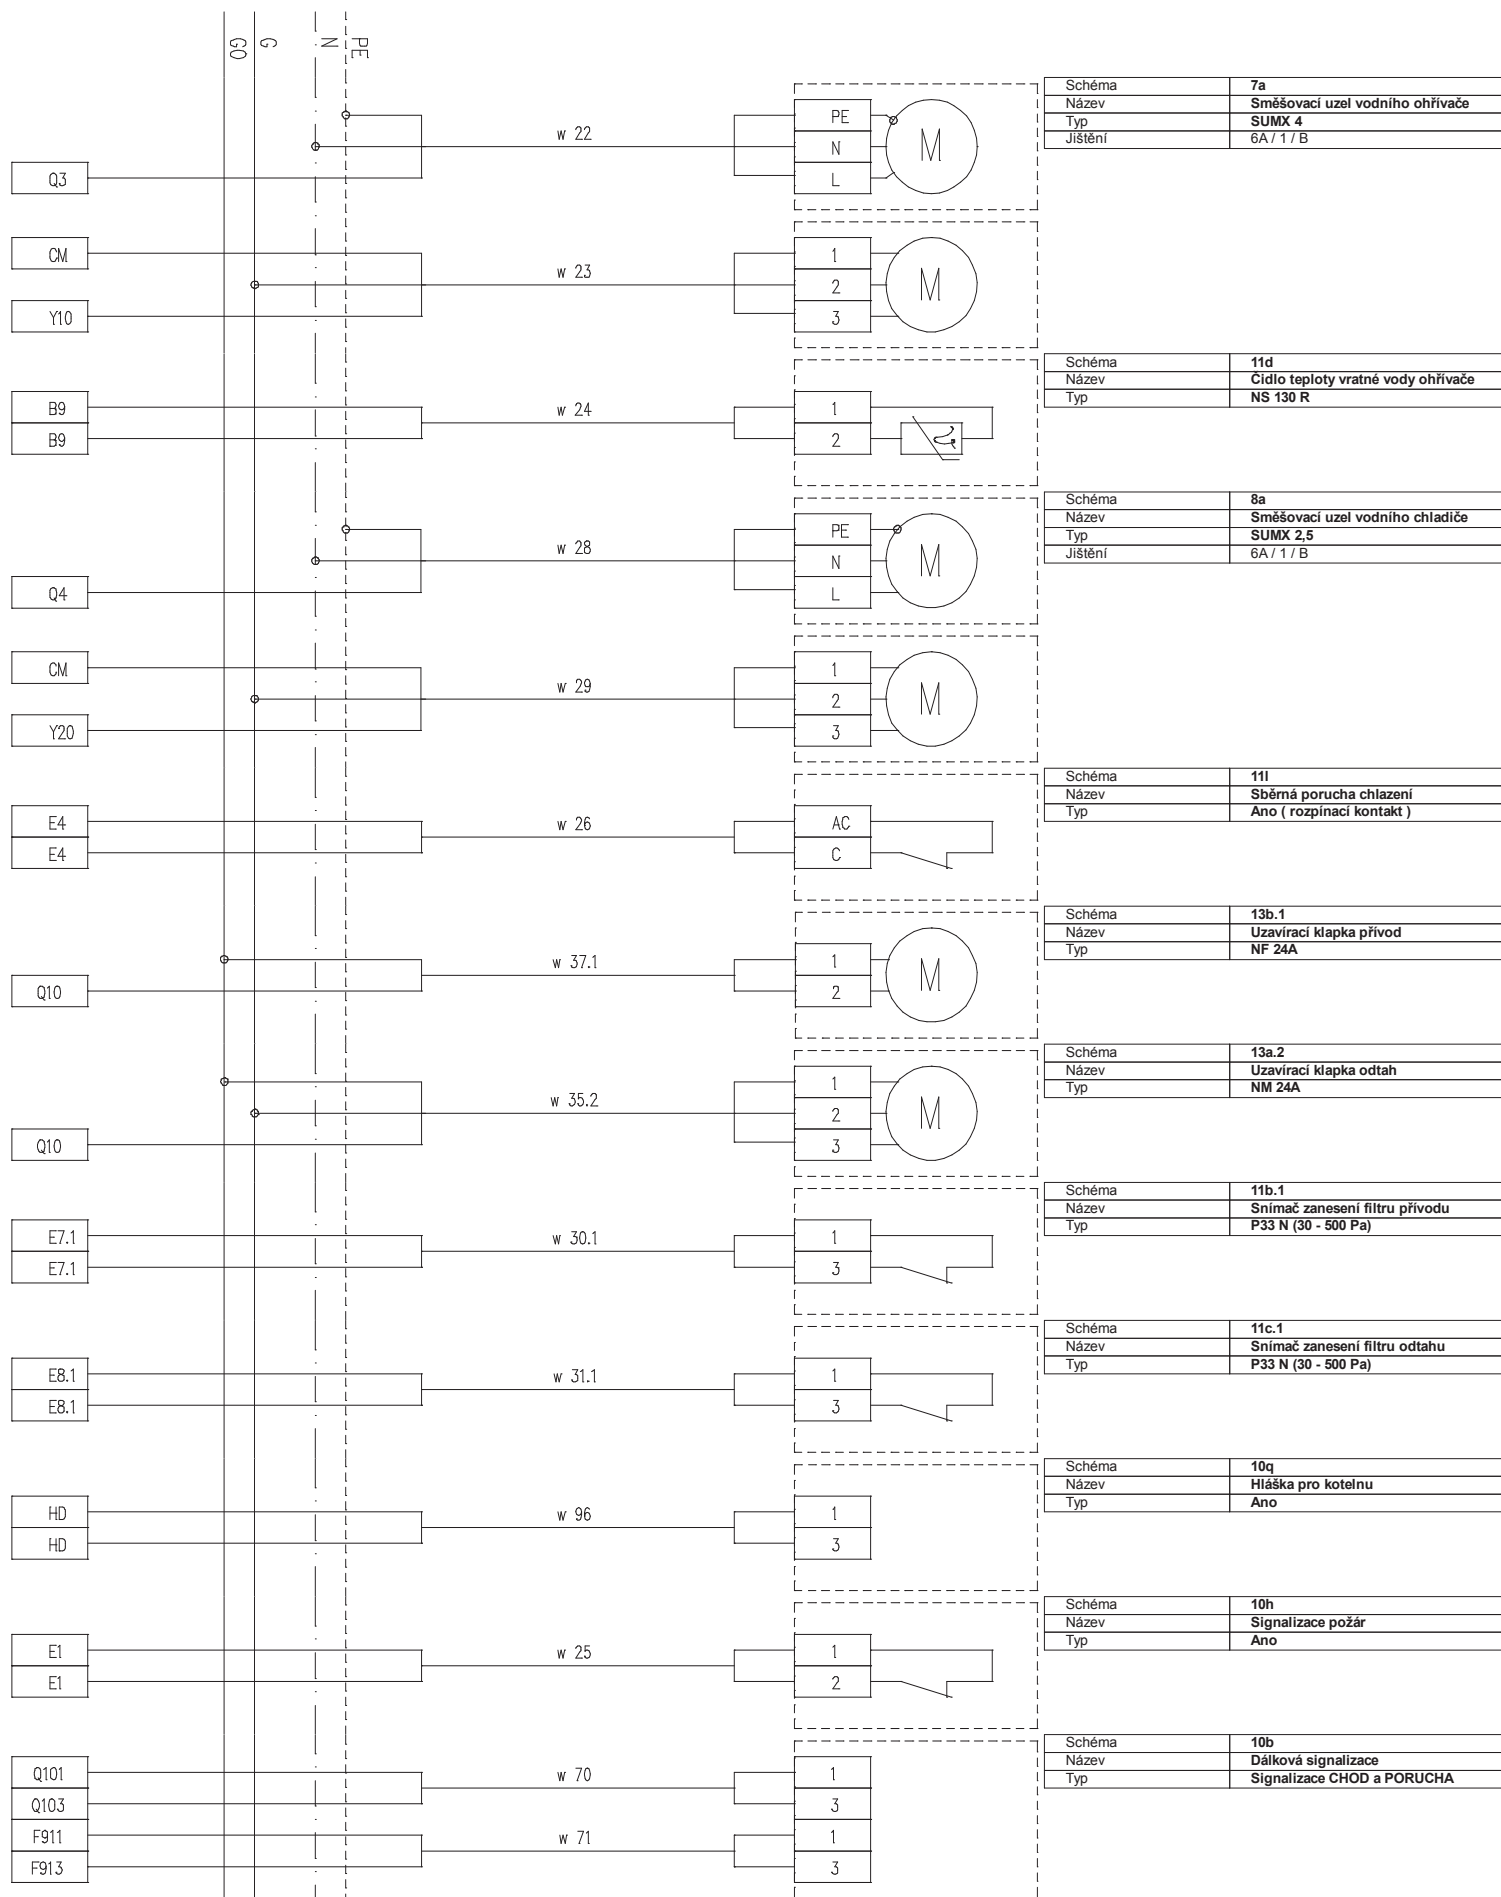 G0 G N PE
Schéma 7a
Název Směšovací uzel vodního ohřívače
Typ SUMX 4
Jištění 6A / 1 / B
w 22
PE
N
L
M
Q3
CM
w 23
1
2
3
M
Y10
Schéma 11d
Název Čidlo teploty vratné vody ohřívače
Typ NS 130 R
B9
B9
w 24
1
2
Schéma 8a
Název Směšovací uzel vodního chladiče
Typ SUMX 2,5
Jištění 6A / 1 / B
w 28
PE
N
L
M
Q4
CM
w 29
1
2
3
M
Y20
Schéma 11l
Název Sběrná porucha chlazení
Typ Ano ( rozpínací kontakt )
E4
E4
w 26
AC
C
Schéma 13b.1
Název Uzavírací klapka přívod
Typ NF 24A
w 37.1
1
2
M
Q10
Schéma 13a.2
Název Uzavírací klapka odtah
Typ NM 24A
w 35.2
1
2
3
M
Q10
Schéma 11b.1
Název Snímač zanesení filtru přívodu
Typ P33 N (30 - 500 Pa)
E7.1
E7.1
w 30.1
1
3
Schéma 11c.1
Název Snímač zanesení filtru odtahu
Typ P33 N (30 - 500 Pa)
E8.1
E8.1
w 31.1
1
3
Schéma 10q
Název Hláška pro kotelnu
Typ Ano
HD
HD
w 96
1
3
Schéma 10h
Název Signalizace požár
Typ Ano
E1
E1
w 25
1
2
Schéma 10b
Název Dálková signalizace
Typ Signalizace CHOD a PORUCHA
Q101
Q103
w 70
1
3
F911
F913
w 71
1
3